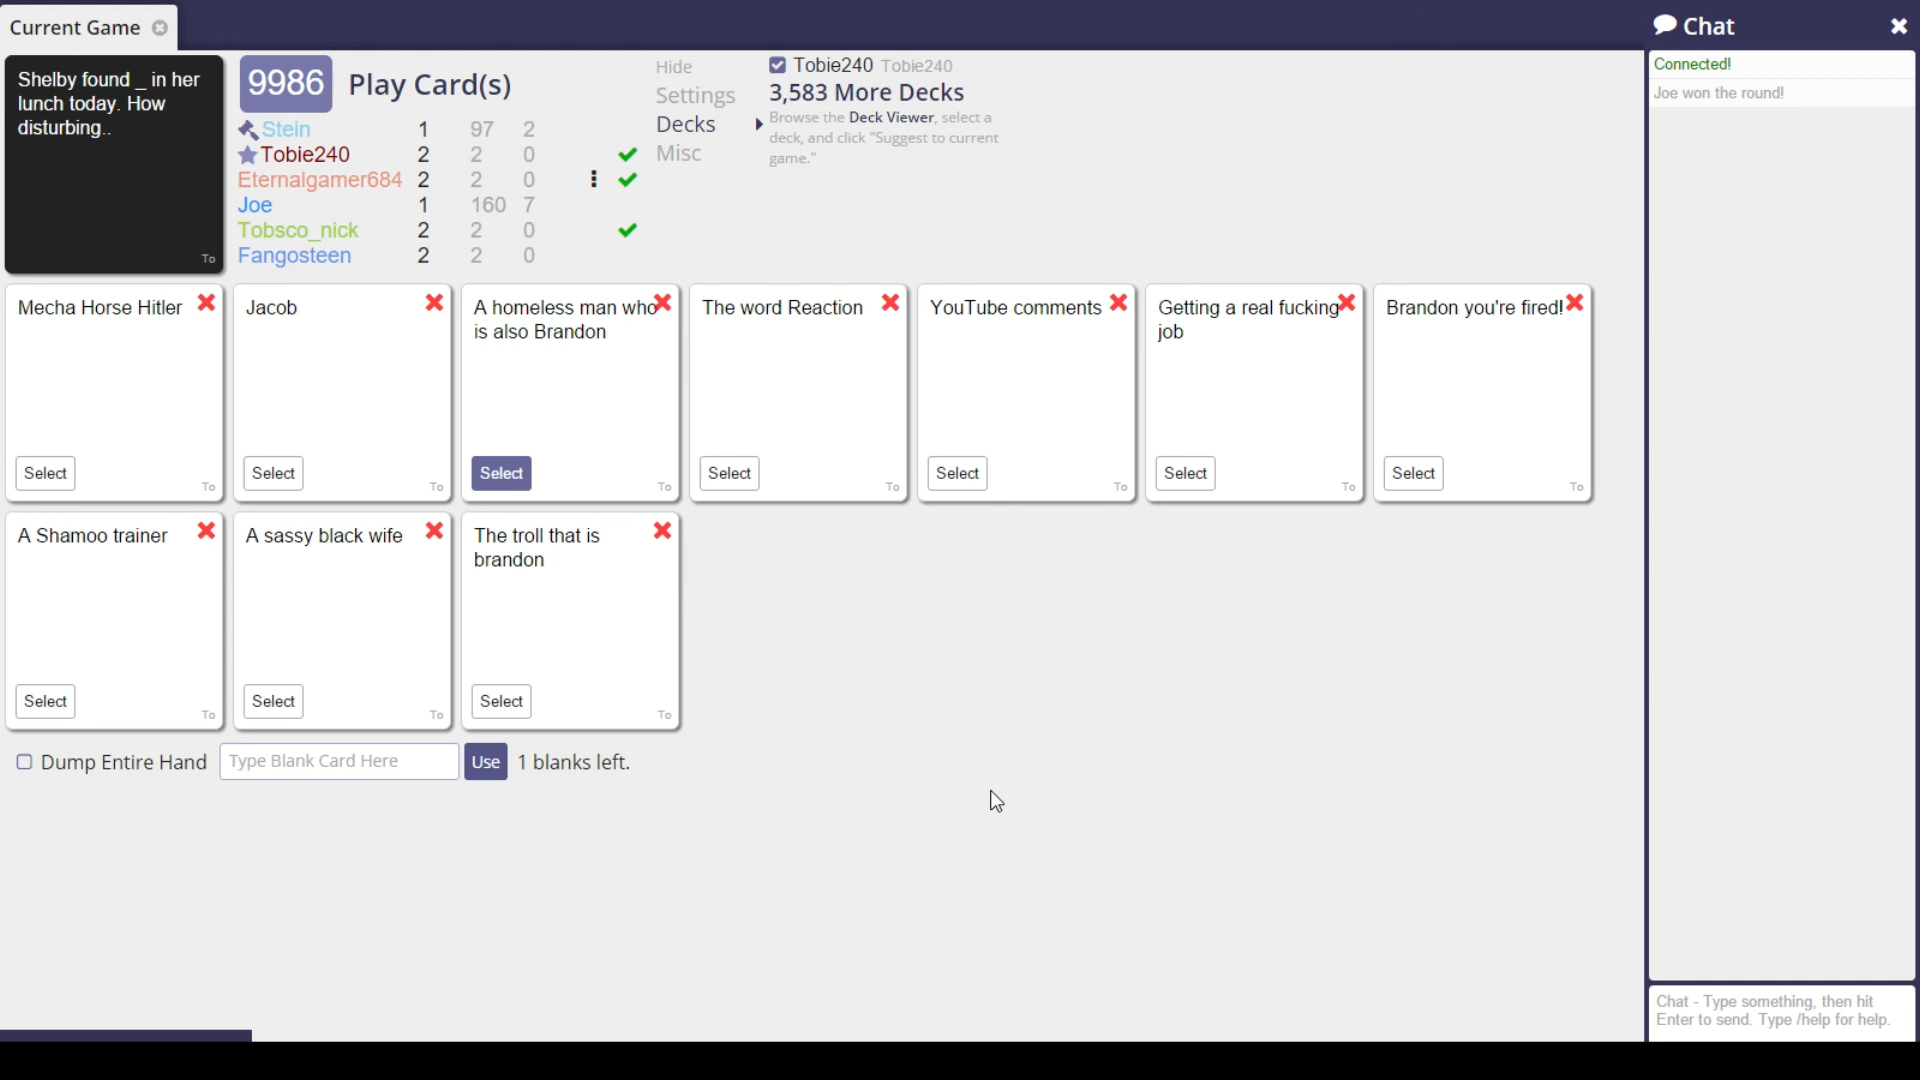 Current Game
Chat
Shelby found _ in her
lunch today. How
disturbing..
To
9986 Play Card(s)
Stein 1 97 2
Tobie240 2 2 0
Eternalgamer684 2 2 0
Joe 1 160 7
Tobsco_nick 2 2 0
Fangosteen 2 2 0
Hide
Settings
Decks
Misc
Tobie240 Tobie240
3,583 More Decks
Browse the Deck Viewer, select a
deck, and click "Suggest to current
game."
Connected!
Joe won the round!
Mecha Horse Hitler
Select
To
Jacob
Select
To
A homeless man who
is also Brandon
Select
To
The word Reaction
Select
To
YouTube comments
Select
To
Getting a real fucking
job
Select
To
Brandon you're fired!
Select
To
A Shamoo trainer
Select
To
A sassy black wife
Select
To
The troll that is
brandon
Select
To
Dump Entire Hand
Type Blank Card Here
Use
1 blanks left.
Chat - Type something, then hit
Enter to send. Type /help for help.